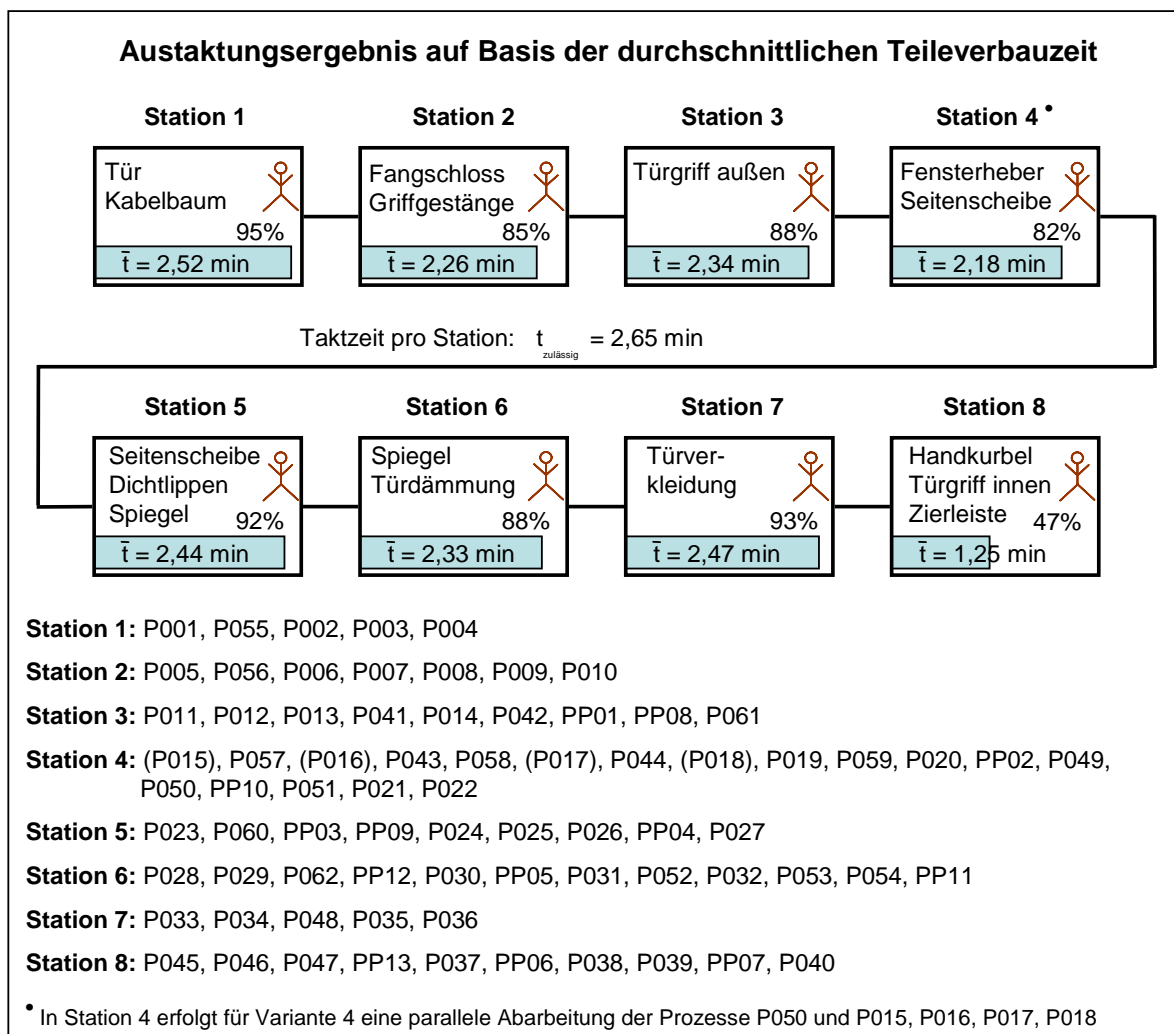 Austaktungsergebnis auf Basis der durchschnittlichen Teileverbauzeit
Station 1
Station 2
Station 3
Station 4 •
Tür
Kabelbaum
95%
t̄ = 2,52 min
Fangschloss
Griffgestänge
85%
t̄ = 2,26 min
Türgriff außen
88%
t̄ = 2,34 min
Fensterheber
Seitenscheibe
82%
t̄ = 2,18 min
Taktzeit pro Station: t zulässig = 2,65 min
Station 5
Station 6
Station 7
Station 8
Seitenscheibe
Dichtlippen
Spiegel
92%
t̄ = 2,44 min
Spiegel
Türdämmung
88%
t̄ = 2,33 min
Türver-
kleidung
93%
t̄ = 2,47 min
Handkurbel
Türgriff innen
Zierleiste
47%
t̄ = 1,25 min
Station 1: P001, P055, P002, P003, P004
Station 2: P005, P056, P006, P007, P008, P009, P010
Station 3: P011, P012, P013, P041, P014, P042, PP01, PP08, P061
Station 4: (P015), P057, (P016), P043, P058, (P017), P044, (P018), P019, P059, P020, PP02, P049,
P050, PP10, P051, P021, P022
Station 5: P023, P060, PP03, PP09, P024, P025, P026, PP04, P027
Station 6: P028, P029, P062, PP12, P030, PP05, P031, P052, P032, P053, P054, PP11
Station 7: P033, P034, P048, P035, P036
Station 8: P045, P046, P047, PP13, P037, PP06, P038, P039, PP07, P040
• In Station 4 erfolgt für Variante 4 eine parallele Abarbeitung der Prozesse P050 und P015, P016, P017, P018